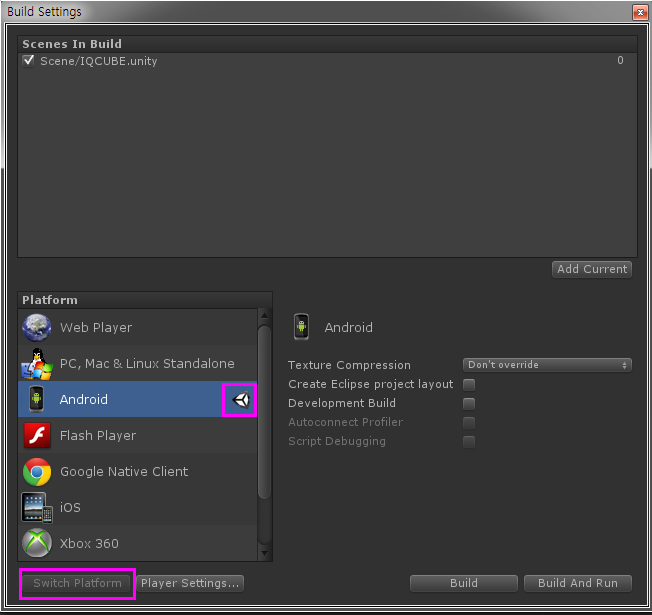 Build Settings
Scenes In Build
Scene/IQCUBE.unity 0
Add Current
Platform
Web Player
PC, Mac & Linux Standalone
Android
Flash Player
Google Native Client
iOS
Xbox 360
Android
Texture Compression Don't override
Create Eclipse project layout
Development Build
Autoconnect Profiler
Script Debugging
Switch Platform Player Settings... Build Build And Run